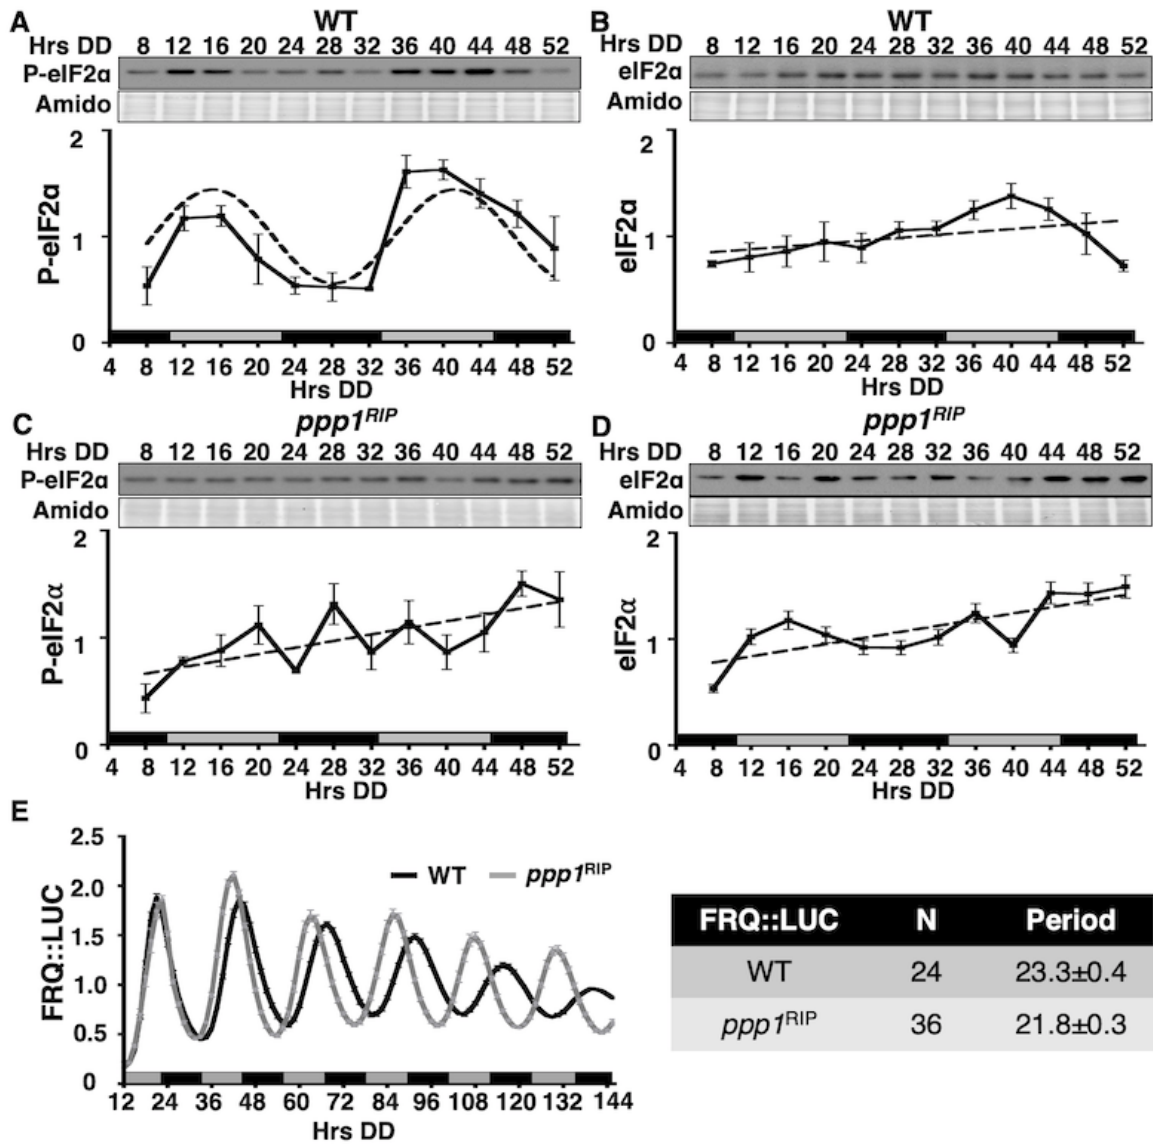 A WT
Hrs DD 8 12 16 20 24 28 32 36 40 44 48 52
P-eIF2α
Amido
2
1
0
P-eIF2α
4 8 12 16 20 24 28 32 36 40 44 48 52
Hrs DD
B WT
Hrs DD 8 12 16 20 24 28 32 36 40 44 48 52
eIF2α
Amido
2
1
0
eIF2α
4 8 12 16 20 24 28 32 36 40 44 48 52
Hrs DD
C ppp1RIP
Hrs DD 8 12 16 20 24 28 32 36 40 44 48 52
P-eIF2α
Amido
2
1
0
P-eIF2α
4 8 12 16 20 24 28 32 36 40 44 48 52
Hrs DD
D ppp1RIP
Hrs DD 8 12 16 20 24 28 32 36 40 44 48 52
eIF2α
Amido
2
1
0
eIF2α
4 8 12 16 20 24 28 32 36 40 44 48 52
Hrs DD
E
2.5
2.0
1.5
1.0
0.5
0
FRQ::LUC
WT ppp1RIP
12 24 36 48 60 72 84 96 108 120 132 144
Hrs DD
FRQ::LUC N Period
WT 24 23.3±0.4
ppp1RIP 36 21.8±0.3